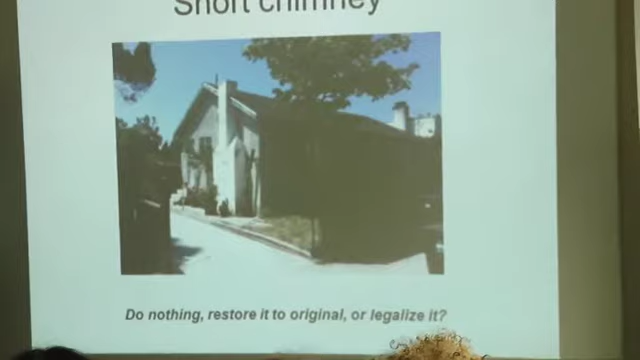 Short chimney
Do nothing, restore it to original, or legalize it?